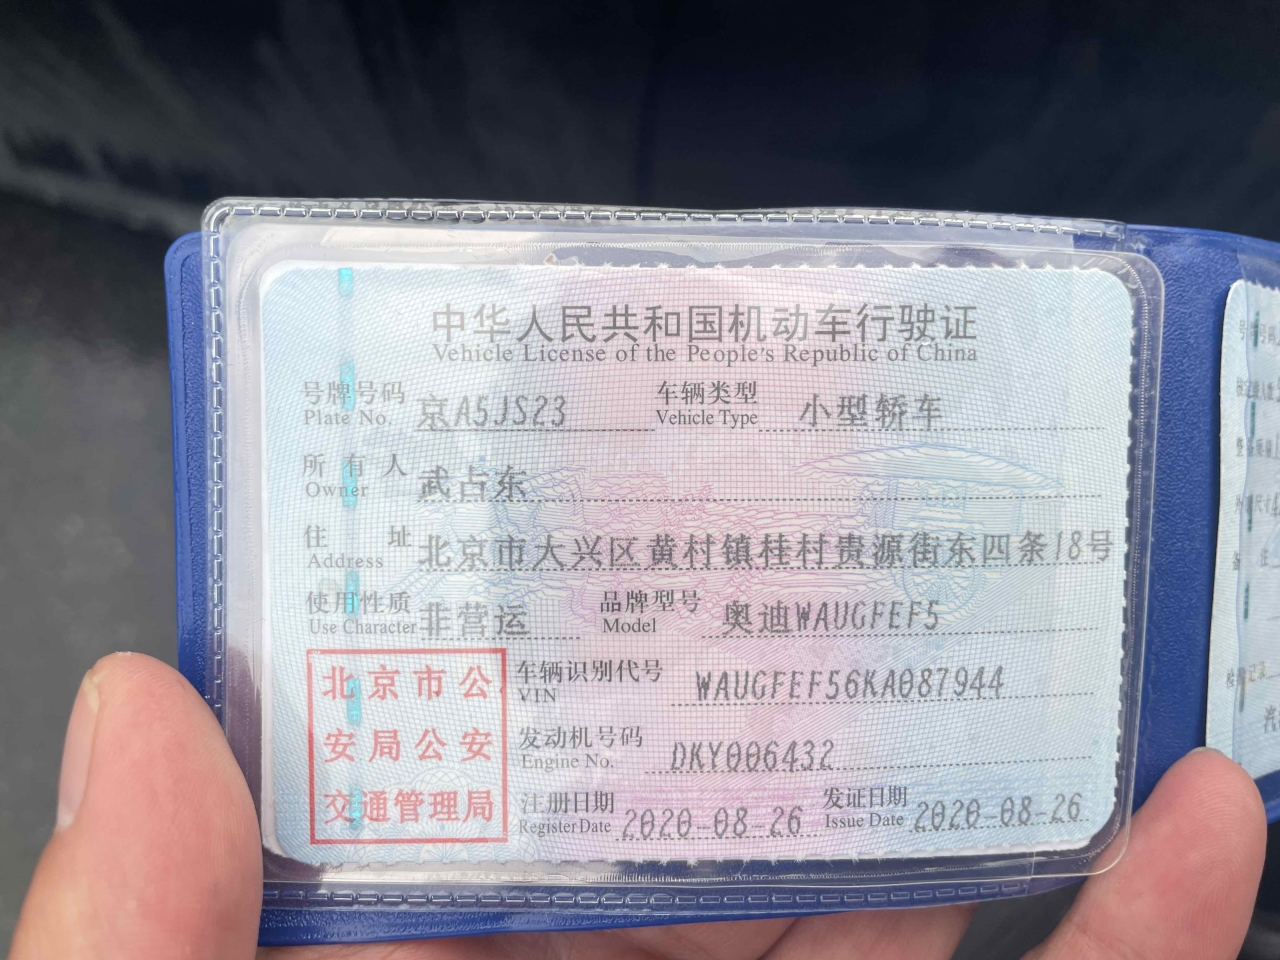 中华人民共和国机动车行驶证
Vehicle License of the People's Republic of China
号牌号码 京A5JS23 车辆类型 小型轿车
Plate No. Vehicle Type
所有人 武占东
Owner
住址 北京市大兴区黄村镇桂村贵源街东四条18号
Address
使用性质 非营运 品牌型号 奥迪WAUGFEF5
Use Character Model
北京市公安局公安交通管理局
车辆识别代号 WAUGFEF56KA087944
VIN
发动机号码 DKY006432
Engine No.
注册日期 2020-08-26 发证日期 2020-08-26
Register Date Issue Date